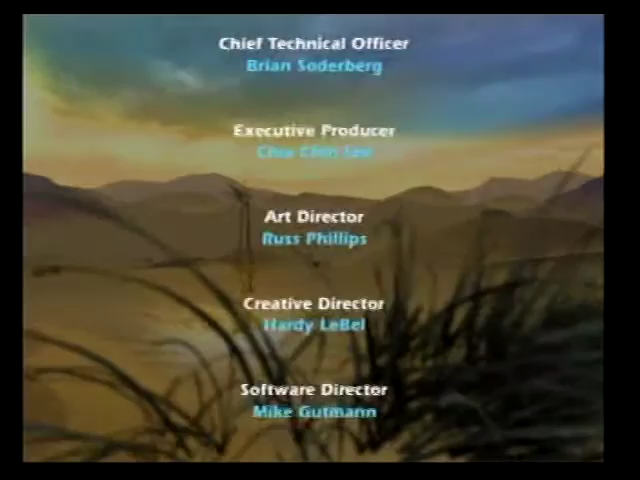 Chief Technical Officer
Brian Soderberg
Executive Producer
Art Director
Russ Phillips
Creative Director
Hardy LeBel
Software Director
Mike Gutmann